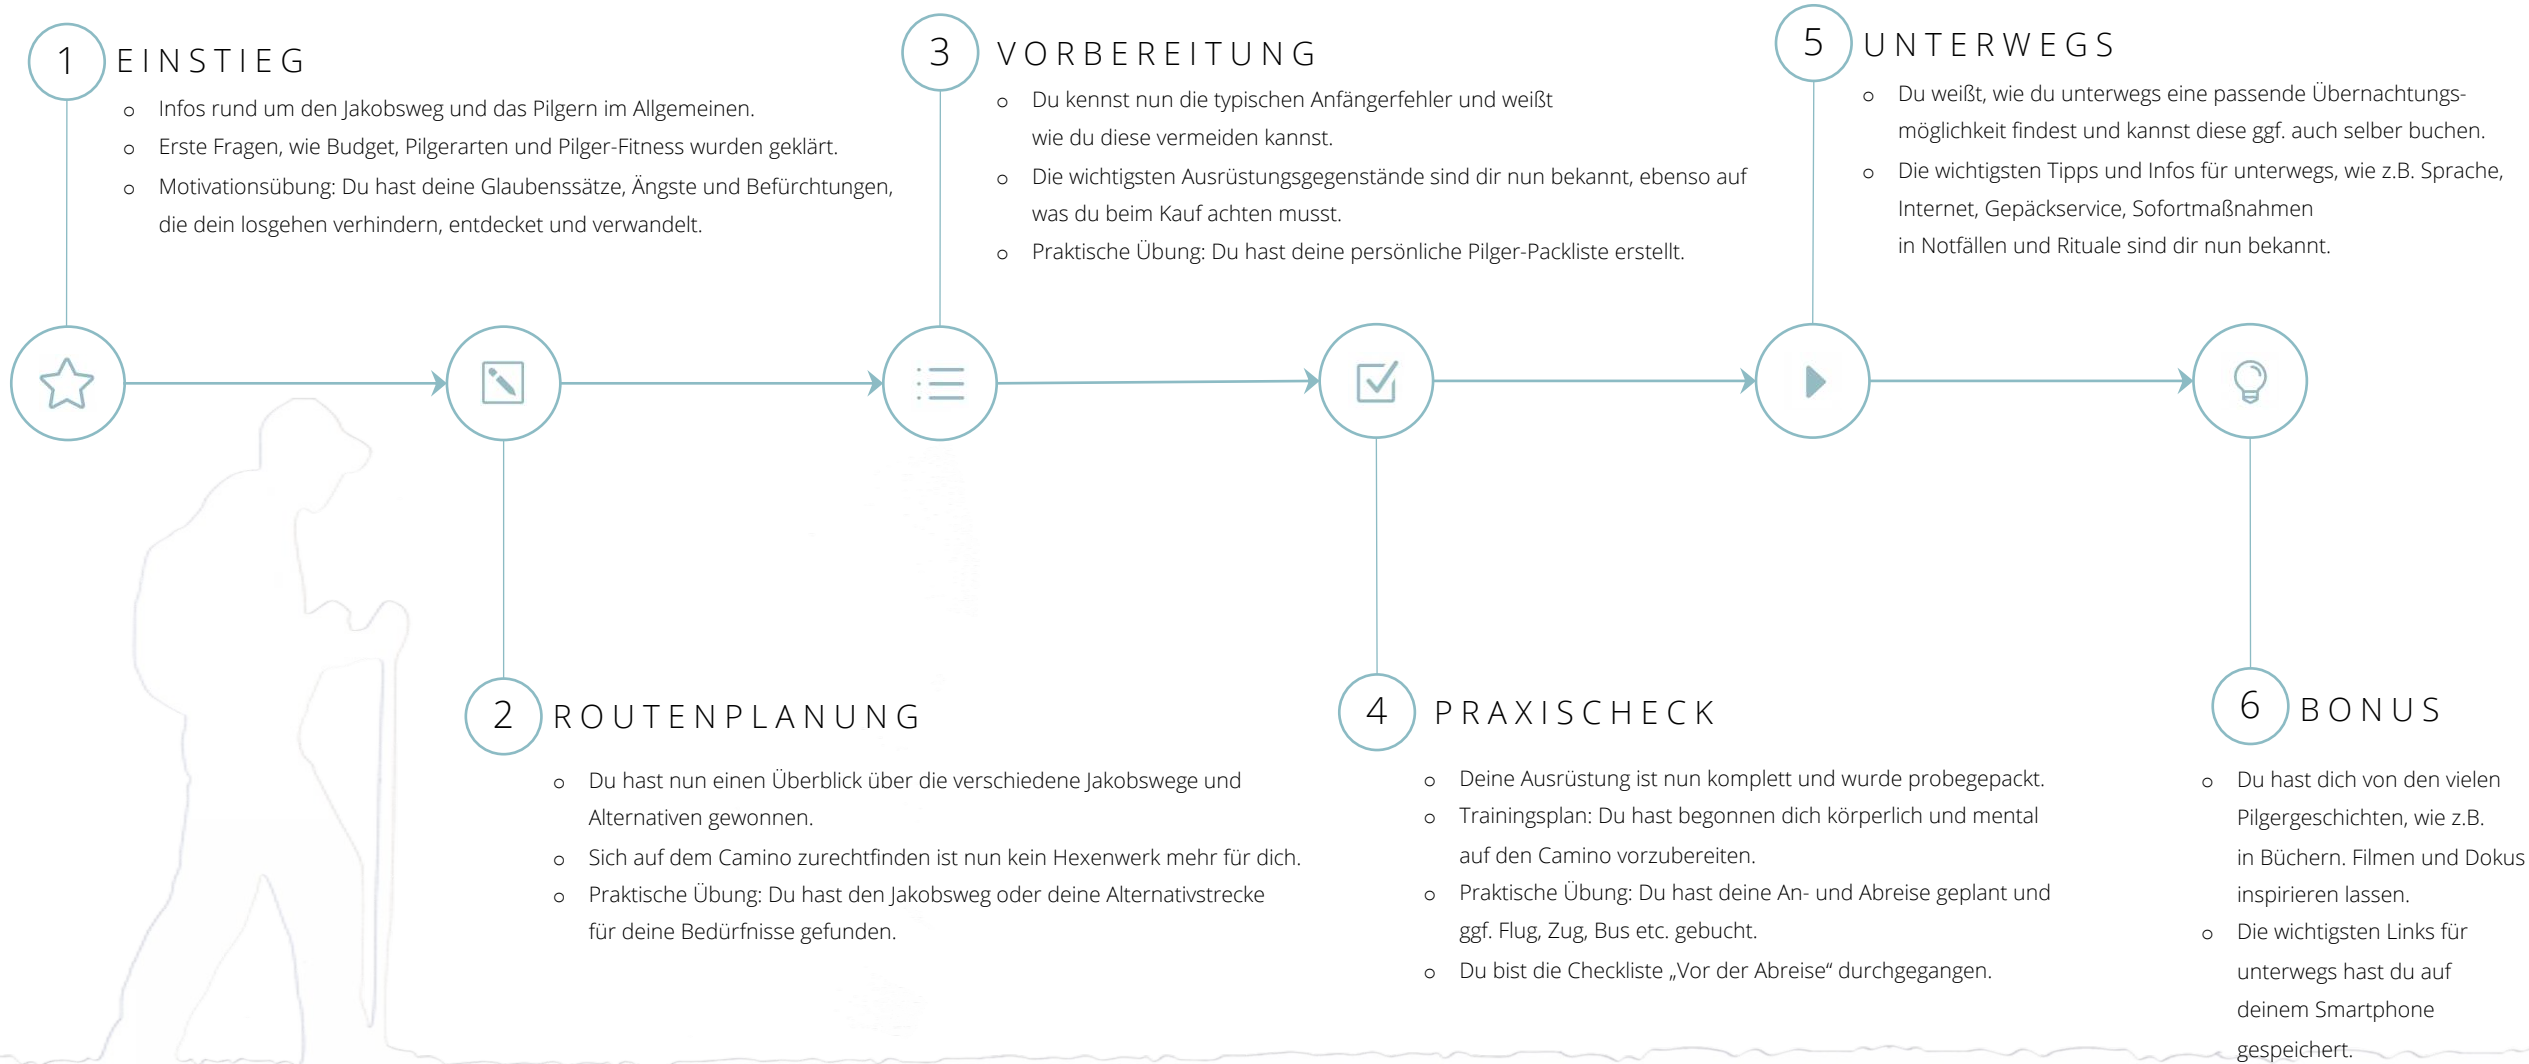 1 EINSTIEG
o Infos rund um den Jakobsweg und das Pilgern im Allgemeinen.
o Erste Fragen, wie Budget, Pilgerarten und Pilger-Fitness wurden geklärt.
o Motivationsübung: Du hast deine Glaubenssätze, Ängste und Befürchtungen,
die dein losgehen verhindern, entdecket und verwandelt.
2 ROUTENPLANUNG
o Du hast nun einen Überblick über die verschiedene Jakobswege und
Alternativen gewonnen.
o Sich auf dem Camino zurechtfinden ist nun kein Hexenwerk mehr für dich.
o Praktische Übung: Du hast den Jakobsweg oder deine Alternativstrecke
für deine Bedürfnisse gefunden.
3 VORBEREITUNG
o Du kennst nun die typischen Anfängerfehler und weißt
wie du diese vermeiden kannst.
o Die wichtigsten Ausrüstungsgegenstände sind dir nun bekannt, ebenso auf
was du beim Kauf achten musst.
o Praktische Übung: Du hast deine persönliche Pilger-Packliste erstellt.
4 PRAXISCHECK
o Deine Ausrüstung ist nun komplett und wurde probegepackt.
o Trainingsplan: Du hast begonnen dich körperlich und mental
auf den Camino vorzubereiten.
o Praktische Übung: Du hast deine An- und Abreise geplant und
ggf. Flug, Zug, Bus etc. gebucht.
o Du bist die Checkliste „Vor der Abreise“ durchgegangen.
5 UNTERWEGS
o Du weißt, wie du unterwegs eine passende Übernachtungs-
möglichkeit findest und kannst diese ggf. auch selber buchen.
o Die wichtigsten Tipps und Infos für unterwegs, wie z.B. Sprache,
Internet, Gepäckservice, Sofortmaßnahmen
in Notfällen und Rituale sind dir nun bekannt.
6 BONUS
o Du hast dich von den vielen
Pilgergeschichten, wie z.B.
in Büchern. Filmen und Dokus
inspirieren lassen.
o Die wichtigsten Links für
unterwegs hast du auf
deinem Smartphone
gespeichert.